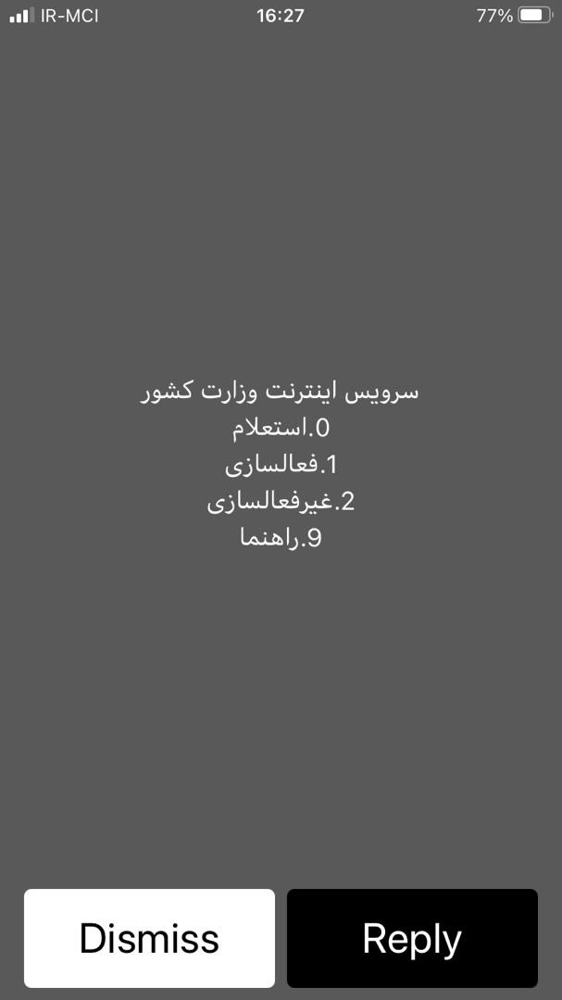 IR-MCI 16:27 77%
سرویس اینترنت وزارت کشور
0.استعلام
1.فعالسازی
2.غیرفعالسازی
9.راهنما
Dismiss Reply